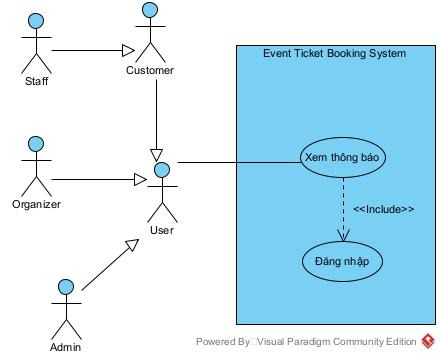 Event Ticket Booking System
Staff
Customer
Xem thông báo
<<Include>>
Organizer
User
Đăng nhập
Admin
Powered By Visual Paradigm Community Edition